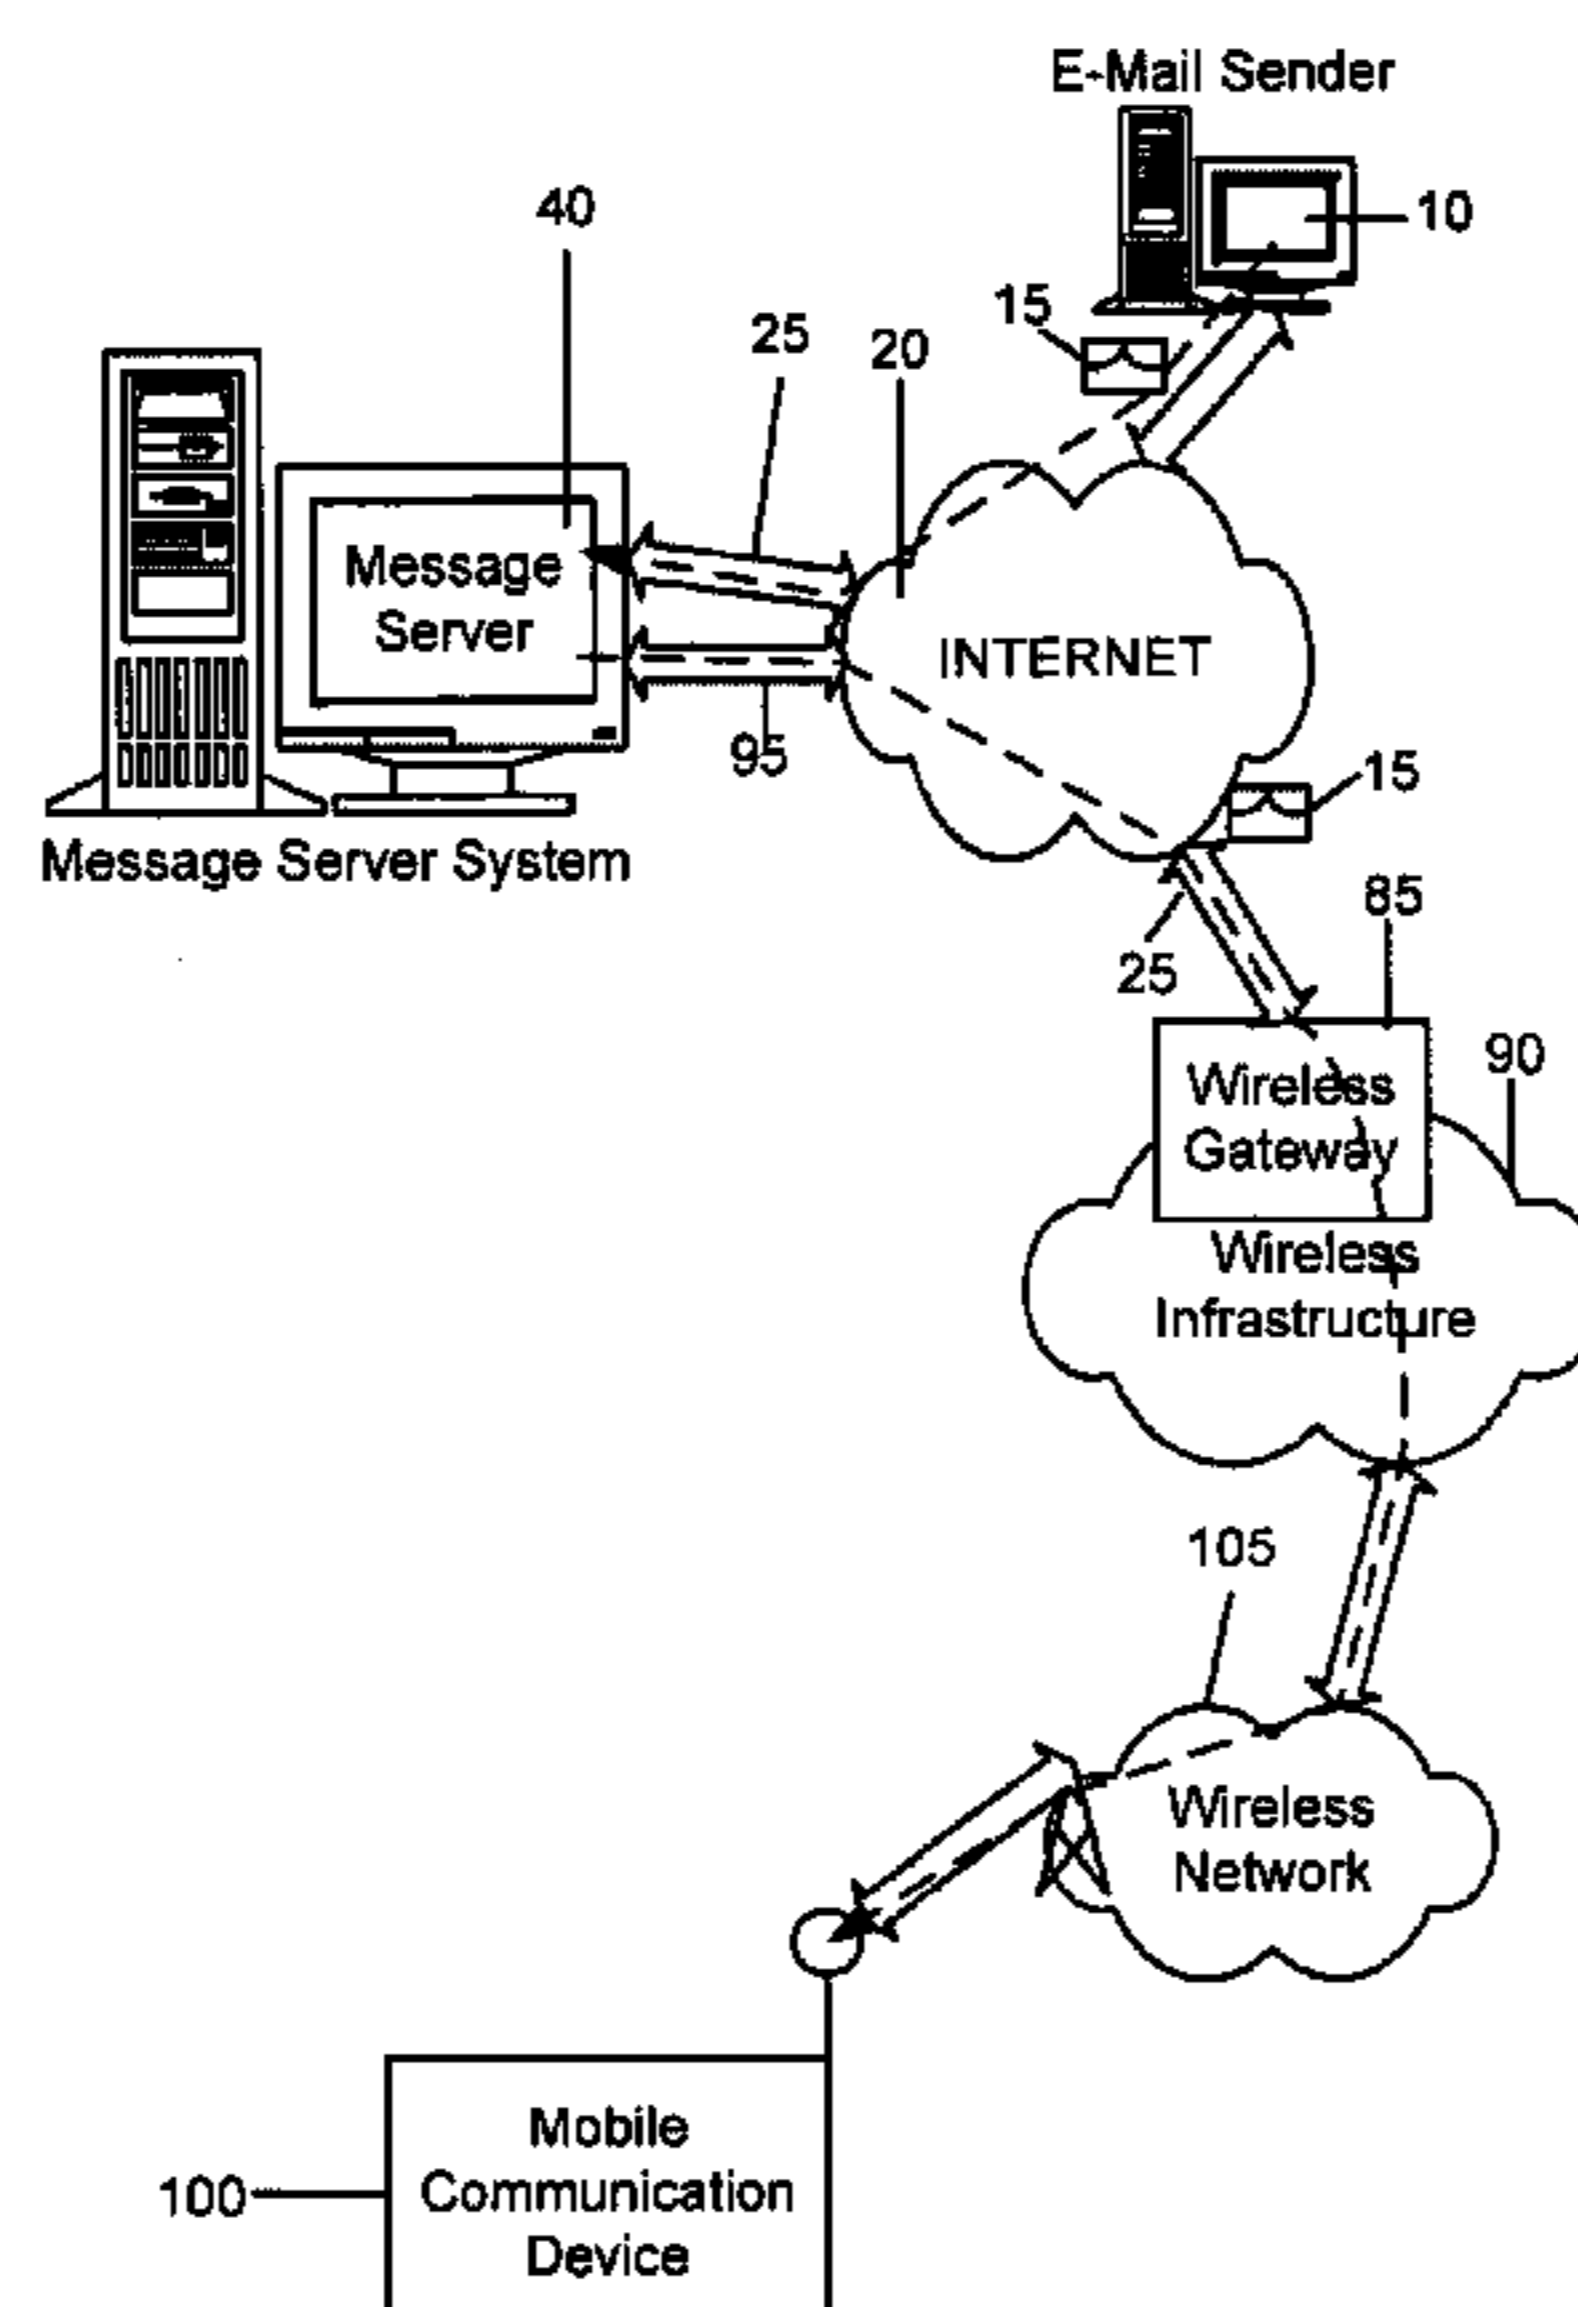 E-Mail Sender
10
40
15
25
20
Message
Server
INTERNET
95
15
Message Server System
85
25
90
Wireless
Gateway
Wireless
Infrastructure
105
Wireless
Network
Mobile
100
Communication
Device